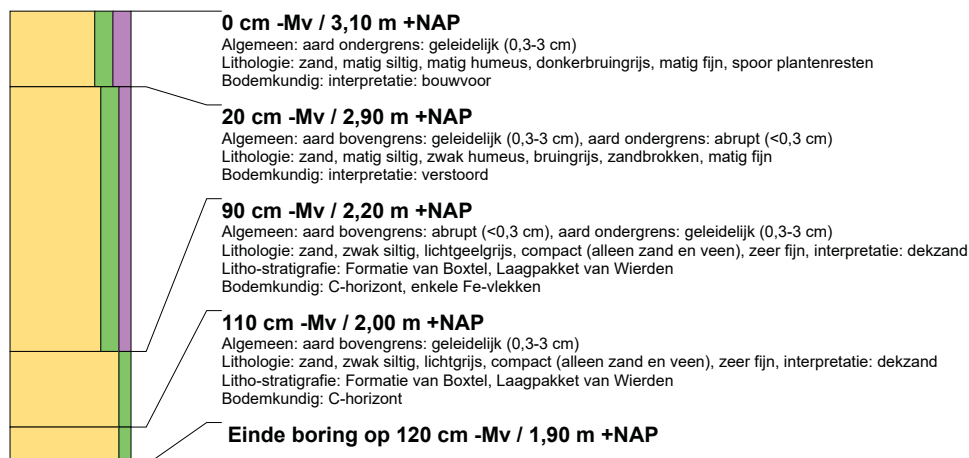 0 cm -Mv / 3,10 m +NAP
Algemeen: aard ondergrens: geleidelijk (0,3-3 cm)
Lithologie: zand, matig siltig, matig humeus, donkerbruingrijs, matig fijn, spoor plantenresten
Bodemkundig: interpretatie: bouwvoor
20 cm -Mv / 2,90 m +NAP
Algemeen: aard bovengrens: geleidelijk (0,3-3 cm), aard ondergrens: abrupt (<0,3 cm)
Lithologie: zand, matig siltig, zwak humeus, bruingrijs, zandbrokken, matig fijn
Bodemkundig: interpretatie: verstoord
90 cm -Mv / 2,20 m +NAP
Algemeen: aard bovengrens: abrupt (<0,3 cm), aard ondergrens: geleidelijk (0,3-3 cm)
Lithologie: zand, zwak siltig, lichtgeelgrijs, compact (alleen zand en veen), zeer fijn, interpretatie: dekzand
Litho-stratigrafie: Formatie van Boxtel, Laagpakket van Wierden
Bodemkundig: C-horizont, enkele Fe-vlekken
110 cm -Mv / 2,00 m +NAP
Algemeen: aard bovengrens: geleidelijk (0,3-3 cm)
Lithologie: zand, zwak siltig, lichtgrijs, compact (alleen zand en veen), zeer fijn, interpretatie: dekzand
Litho-stratigrafie: Formatie van Boxtel, Laagpakket van Wierden
Bodemkundig: C-horizont
Einde boring op 120 cm -Mv / 1,90 m +NAP